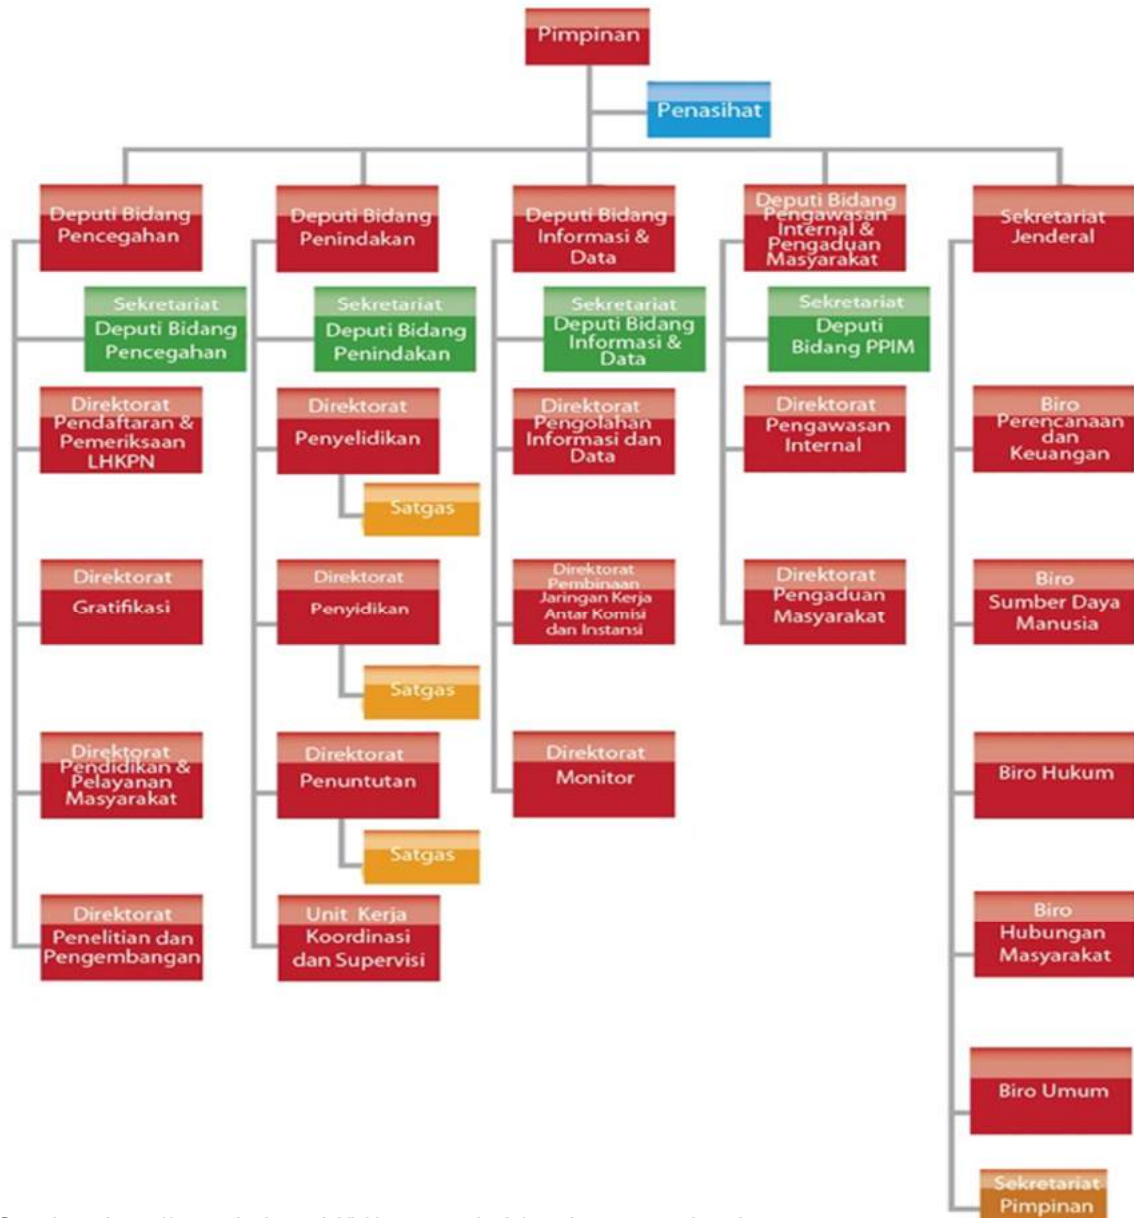 Pimpinan
Penasihat
Deputi Bidang
Pencegahan
Deputi Bidang
Penindakan
Deputi Bidang
Informasi &
Data
Deputi Bidang
Pengawasan
Internal &
Pengaduan
Masyarakat
Sekretariat
Jenderal
Sekretariat
Deputi Bidang
Pencegahan
Sekretariat
Deputi Bidang
Penindakan
Sekretariat
Deputi Bidang
Informasi &
Data
Sekretariat
Deputi
Bidang PPIM
Direktorat
Pendaftaran &
Pemeriksaan
LHKPN
Direktorat
Penyelidikan
Direktorat
Pengolahan
Informasi dan
Data
Direktorat
Pengawasan
Internal
Biro
Perencanaan
dan
Keuangan
Satgas
Direktorat
Gratifikasi
Direktorat
Penyidikan
Direktorat
Pembinaan
Jaringan Kerja
Antar Komisi
dan Instansi
Direktorat
Pengaduan
Masyarakat
Biro
Sumber Daya
Manusia
Satgas
Direktorat
Pendidikan &
Pelayanan
Masyarakat
Direktorat
Penuntutan
Direktorat
Monitor
Biro Hukum
Satgas
Direktorat
Penelitian dan
Pengembangan
Unit Kerja
Koordinasi
dan Supervisi
Biro
Hubungan
Masyarakat
Biro Umum
Sekretariat
Pimpinan